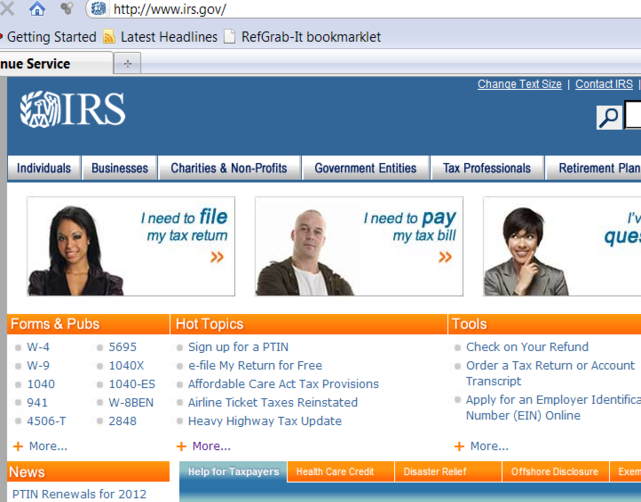 http://www.irs.gov/
Getting Started Latest Headlines RefGrab-It bookmarklet
nue Service
Change Text Size | Contact IRS |
IRS
Individuals Businesses Charities & Non-Profits Government Entities Tax Professionals Retirement Plan
I need to file
my tax return
I need to pay
my tax bill
I'v
ques
Forms & Pubs
W-4 5695
W-9 1040X
1040 1040-ES
941 W-8BEN
4506-T 2848
+ More...
Hot Topics
Sign up for a PTIN
e-file My Return for Free
Affordable Care Act Tax Provisions
Airline Ticket Taxes Reinstated
Heavy Highway Tax Update
+ More...
Tools
Check on Your Refund
Order a Tax Return or Account
Transcript
Apply for an Employer Identifica
Number (EIN) Online
+ More...
News
PTIN Renewals for 2012
Help for Taxpayers Health Care Credit Disaster Relief Offshore Disclosure Exem